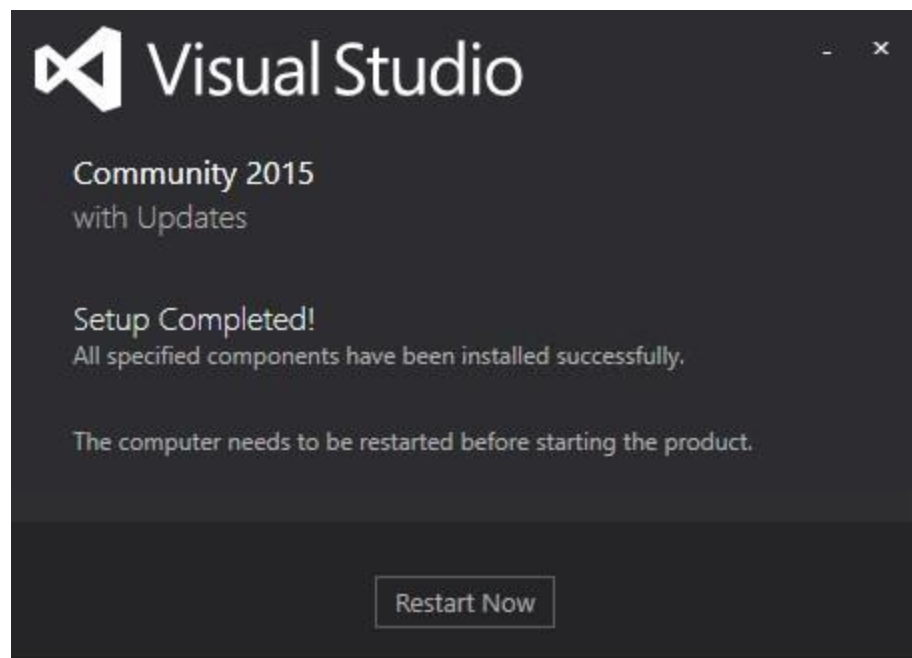 Visual Studio
Community 2015
with Updates
Setup Completed!
All specified components have been installed successfully.
The computer needs to be restarted before starting the product.
Restart Now